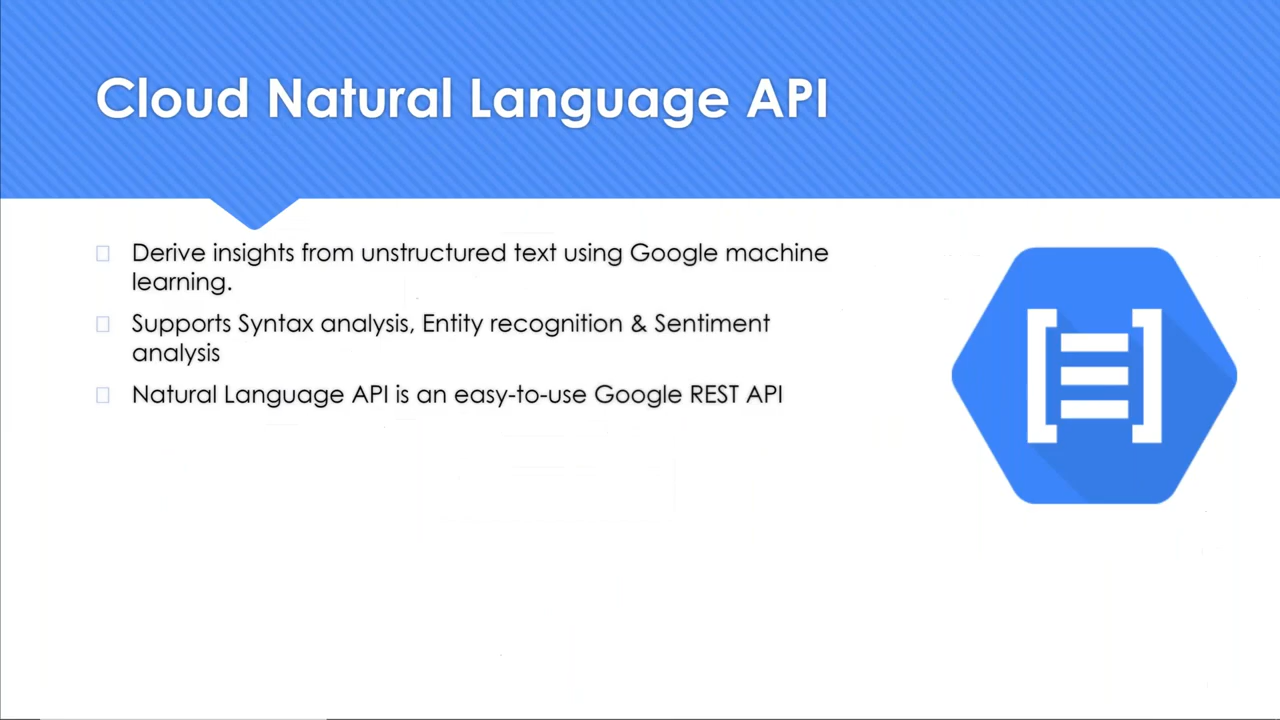 Cloud Natural Language API
Derive insights from unstructured text using Google machine
learning.
Supports Syntax analysis, Entity recognition & Sentiment
analysis
Natural Language API is an easy-to-use Google REST API